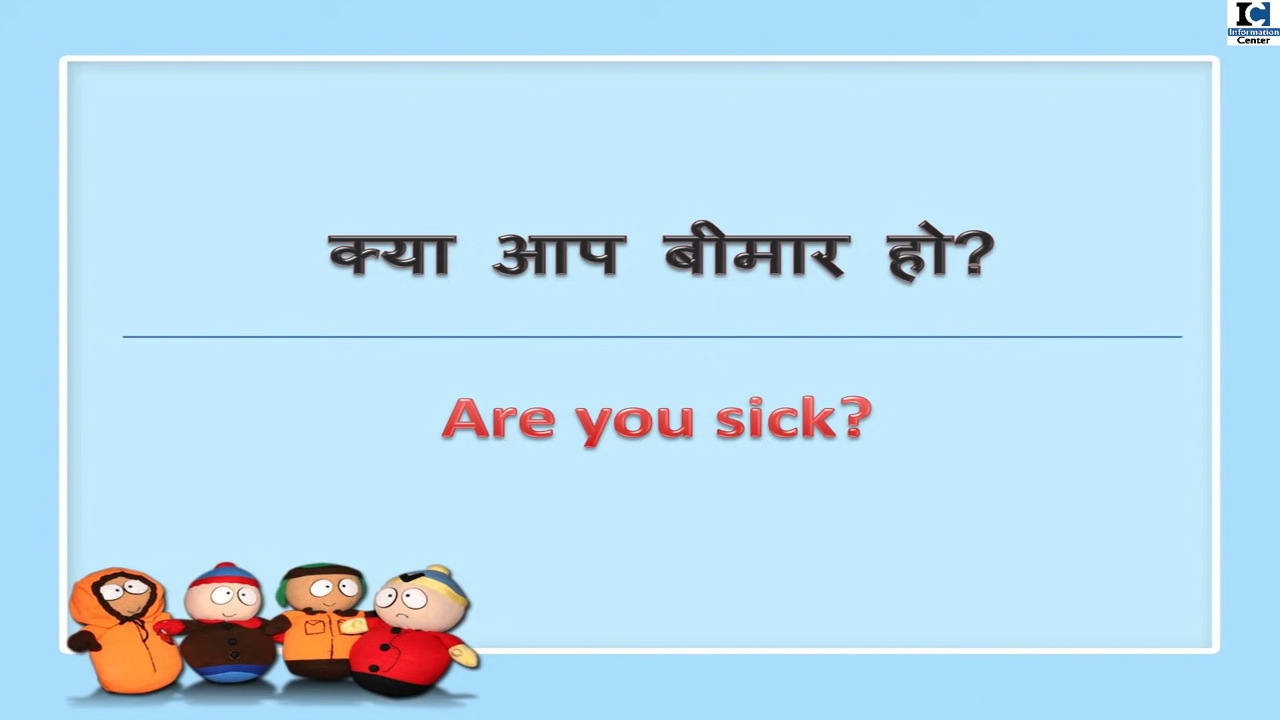 IC
Information
Center
क्या आप बीमार हो?
Are you sick?